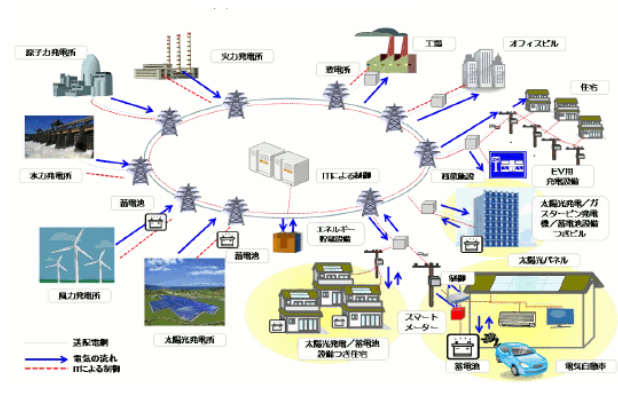 原子力発電所
火力発電所
変電所
工場
オフィスビル
住宅
水力発電所
ITによる制御
EV用
充電設備
蓄電池
蓄電池
エネルギー
貯蔵設備
太陽光発電/ガ
スタービン発電
機/蓄電池設備
つきビル
風力発電所
太陽光発電所
太陽光発電/蓄電池
設備つき住宅
スマート
メーター
太陽光パネル
制御
蓄電池
電気自動車
送配電網
電気の流れ
ITによる制御